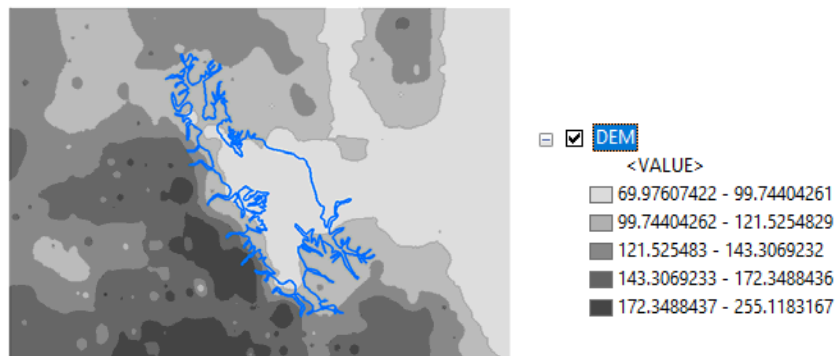 DEM
<VALUE>
69.97607422 - 99.74404261
99.74404262 - 121.5254829
121.525483 - 143.3069232
143.3069233 - 172.3488436
172.3488437 - 255.1183167